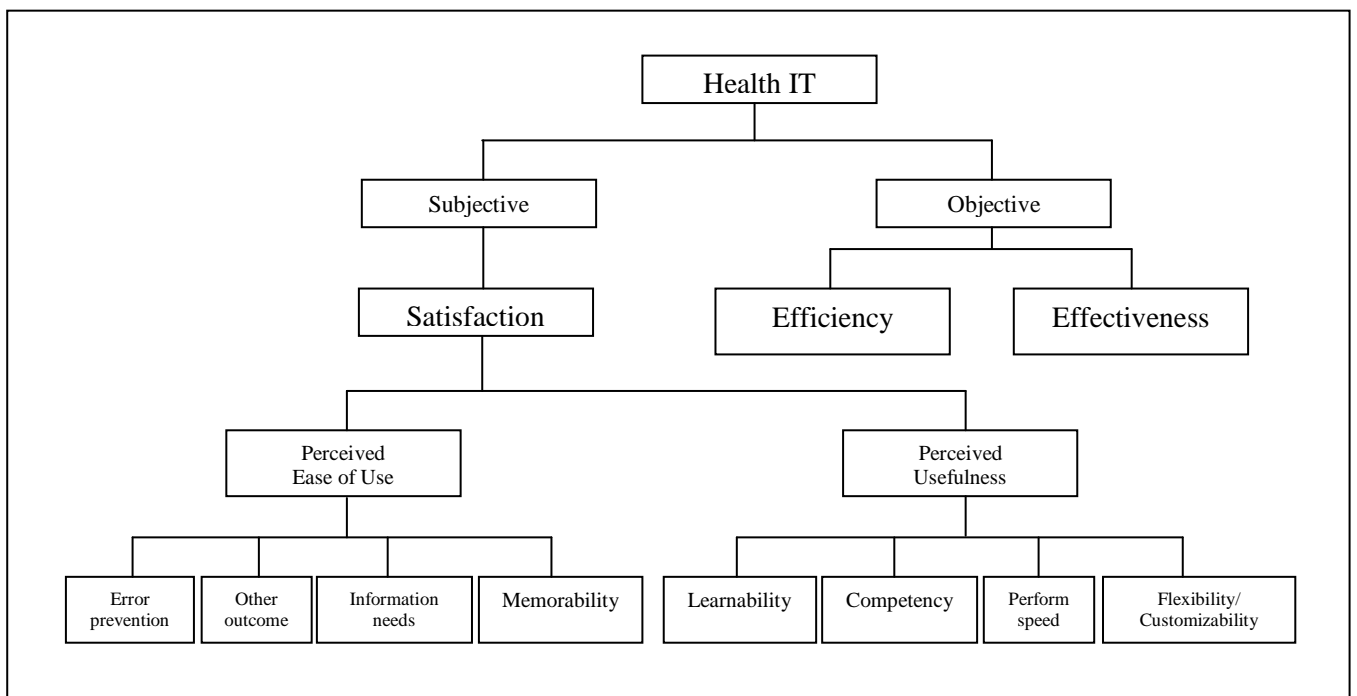 Health IT
Subjective
Objective
Satisfaction
Efficiency
Effectiveness
Perceived
Ease of Use
Perceived
Usefulness
Error
prevention
Other
outcome
Information
needs
Memorability
Learnability
Competency
Perform
speed
Flexibility/
Customizability